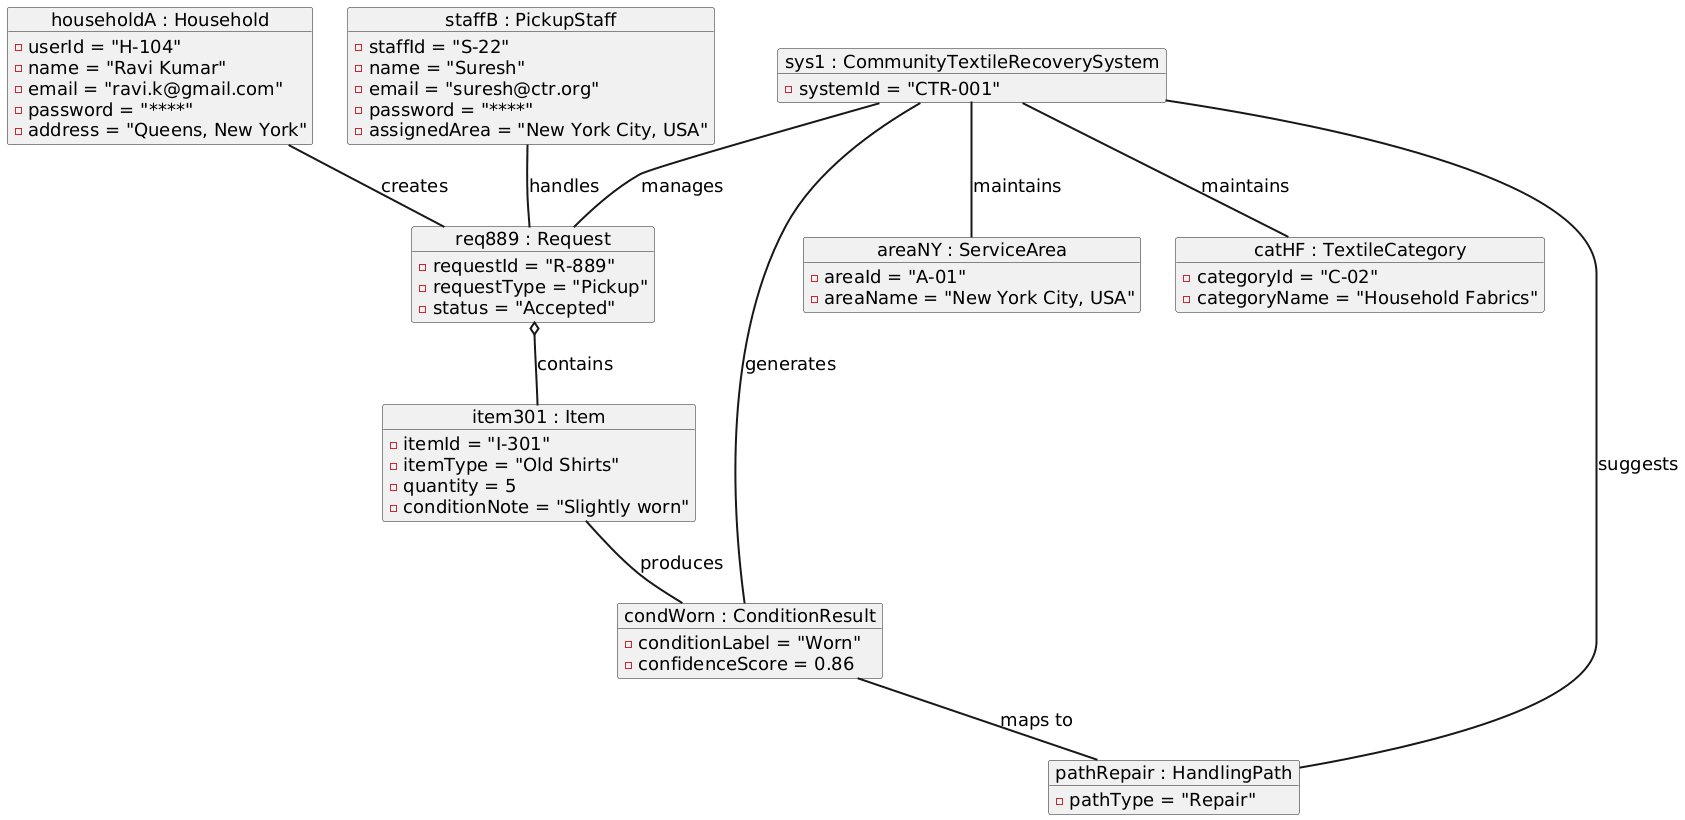 householdA : Household
userId = "H-104"
name = "Ravi Kumar"
email = "ravi.k@gmail.com"
password = "****"
address = "Queens, New York"
staffB : PickupStaff
staffId = "S-22"
name = "Suresh"
email = "suresh@ctr.org"
password = "****"
assignedArea = "New York City, USA"
sys1 : CommunityTextileRecoverySystem
systemId = "CTR-001"
creates
handles
manages
maintains
maintains
req889 : Request
requestId = "R-889"
requestType = "Pickup"
status = "Accepted"
areaNY : ServiceArea
areaId = "A-01"
areaName = "New York City, USA"
catHF : TextileCategory
categoryId = "C-02"
categoryName = "Household Fabrics"
contains
generates
item301 : Item
itemId = "I-301"
itemType = "Old Shirts"
quantity = 5
conditionNote = "Slightly worn"
suggests
produces
condWorn : ConditionResult
conditionLabel = "Worn"
confidenceScore = 0.86
maps to
pathRepair : HandlingPath
pathType = "Repair"